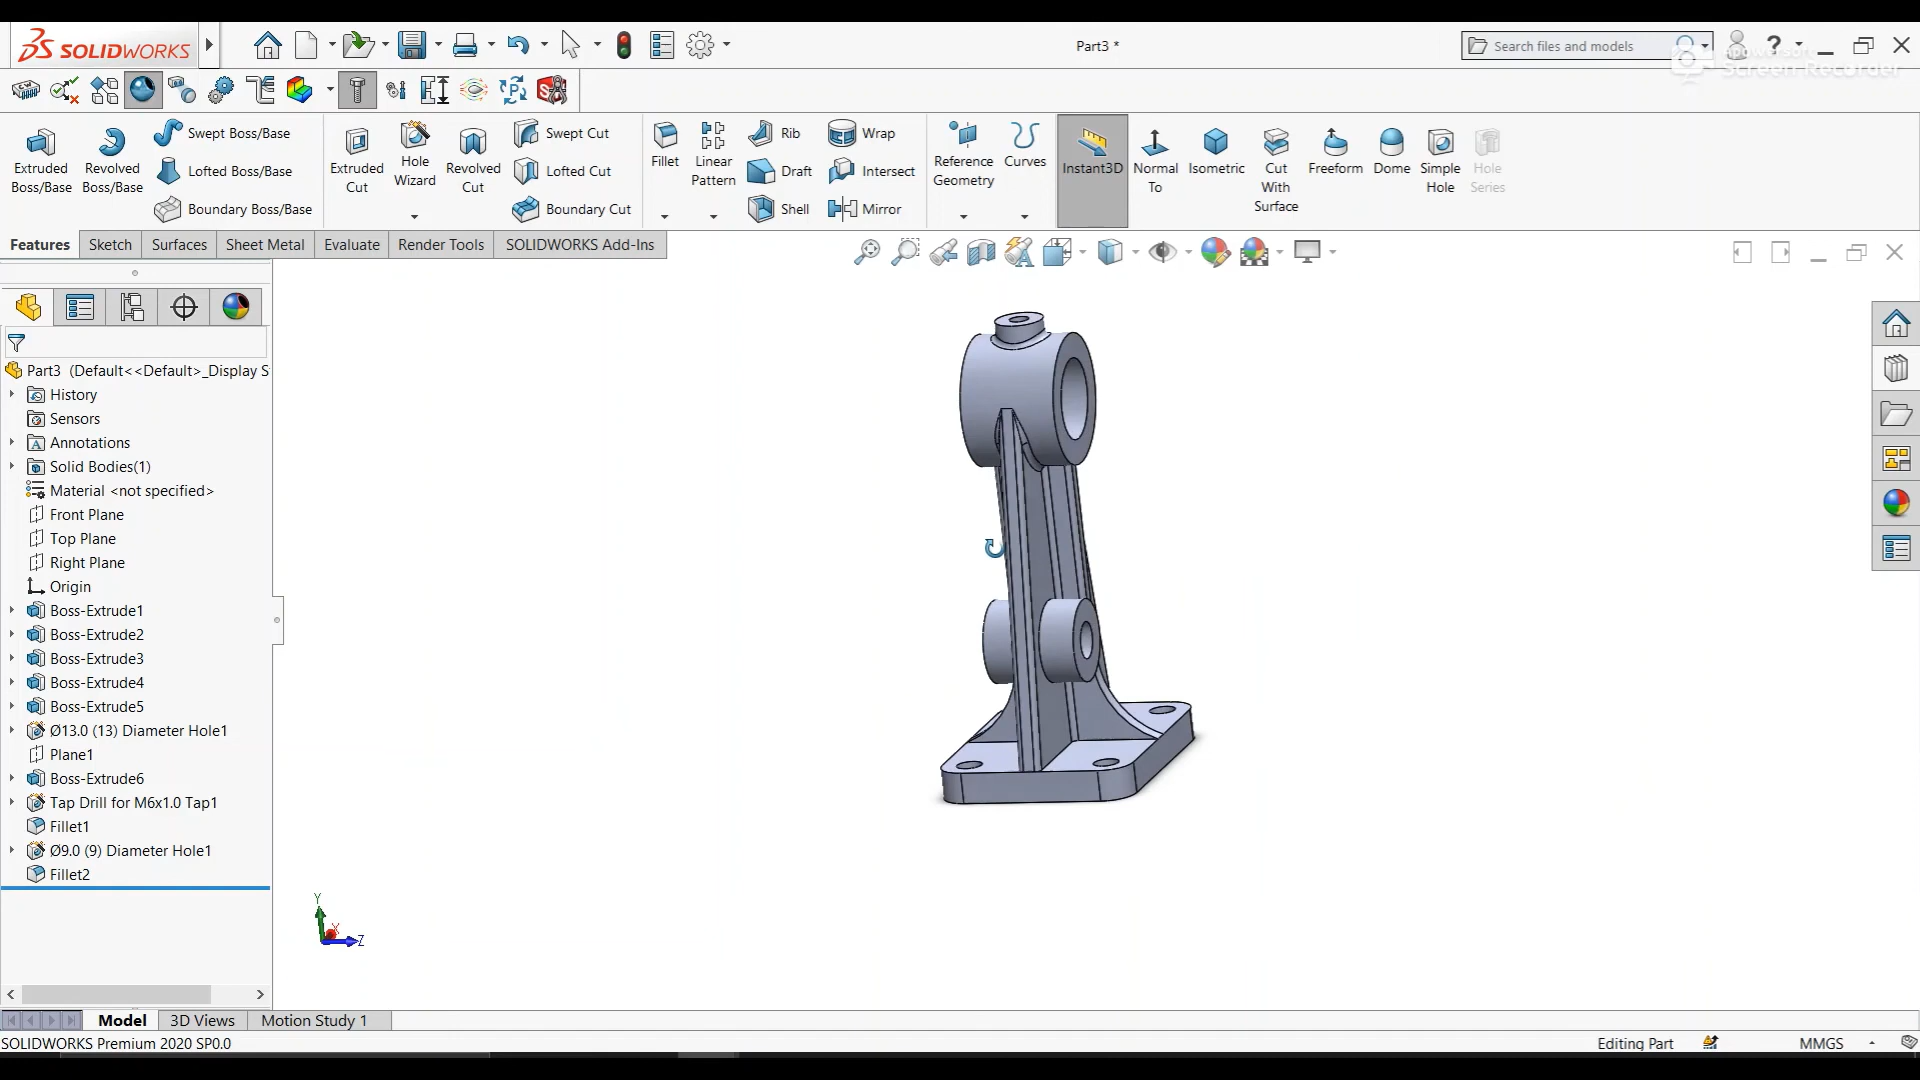 SOLIDWORKS
Part3 *
Search files and models
?
Screen Recorder
Extruded Boss/Base
Revolved Boss/Base
Swept Boss/Base
Lofted Boss/Base
Boundary Boss/Base
Extruded Cut
Hole Wizard
Revolved Cut
Swept Cut
Lofted Cut
Boundary Cut
Fillet
Linear Pattern
Rib
Draft
Shell
Wrap
Intersect
Mirror
Reference Geometry
Curves
Instant3D
Normal To
Isometric
Cut With Surface
Freeform
Dome
Simple Hole
Hole Series
Features
Sketch
Surfaces
Sheet Metal
Evaluate
Render Tools
SOLIDWORKS Add-Ins
Part3 (Default<<Default>_Display S
History
Sensors
Annotations
Solid Bodies(1)
Material <not specified>
Front Plane
Top Plane
Right Plane
Origin
Boss-Extrude1
Boss-Extrude2
Boss-Extrude3
Boss-Extrude4
Boss-Extrude5
Ø13.0 (13) Diameter Hole1
Plane1
Boss-Extrude6
Tap Drill for M6x1.0 Tap1
Fillet1
Ø9.0 (9) Diameter Hole1
Fillet2
Y
X
Z
Model
3D Views
Motion Study 1
SOLIDWORKS Premium 2020 SP0.0
Editing Part
MMGS